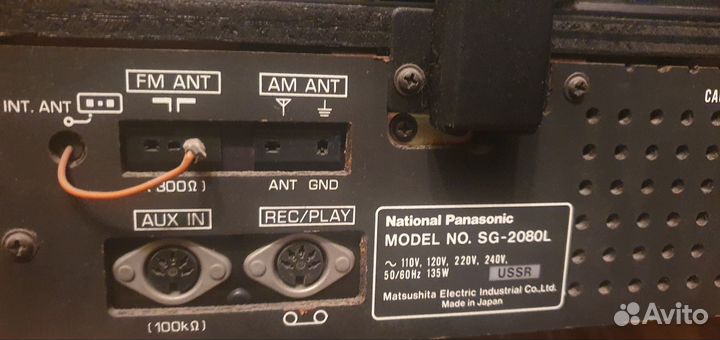 FM ANT
AM ANT
INT. ANT
(300Ω)
ANT GND
AUX IN
REC/PLAY
(100kΩ)
National Panasonic
MODEL NO. SG-2080L
~ 110V, 120V, 220V, 240V,
50/60Hz 135W USSR
Matsushita Electric Industrial Co.,Ltd.
Made in Japan
CA
Avito